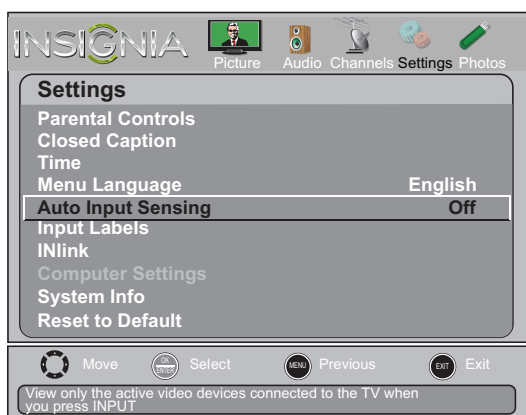 INSIGNIA
Picture Audio Channels Settings Photos
Settings
Parental Controls
Closed Caption
Time
Menu Language English
Auto Input Sensing Off
Input Labels
INlink
Computer Settings
System Info
Reset to Default
Move OK ENTER Select MENU Previous EXIT Exit
View only the active video devices connected to the TV when
you press INPUT